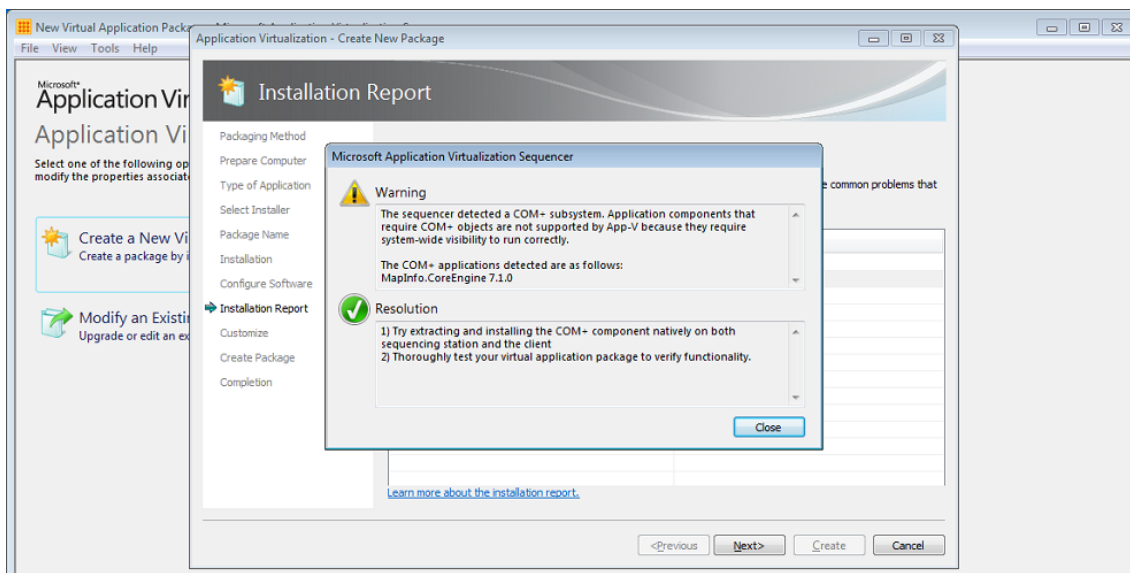 New Virtual Application Packa
File View Tools Help
Microsoft
Application Vir
Application Vi
Select one of the following op
modify the properties associat
Create a New Vi
Create a package by i
Modify an Existi
Upgrade or edit an ex
Application Virtualization - Create New Package
Installation Report
Packaging Method
Prepare Computer
Type of Application
Select Installer
Package Name
Installation
Configure Software
Installation Report
Customize
Create Package
Completion
e common problems that
Microsoft Application Virtualization Sequencer
Warning
The sequencer detected a COM+ subsystem. Application components that
require COM+ objects are not supported by App-V because they require
system-wide visibility to run correctly.
The COM+ applications detected are as follows:
MapInfo.CoreEngine 7.1.0
Resolution
1) Try extracting and installing the COM+ component natively on both
sequencing station and the client
2) Thoroughly test your virtual application package to verify functionality.
Close
Learn more about the installation report.
<Previous Next> Create Cancel